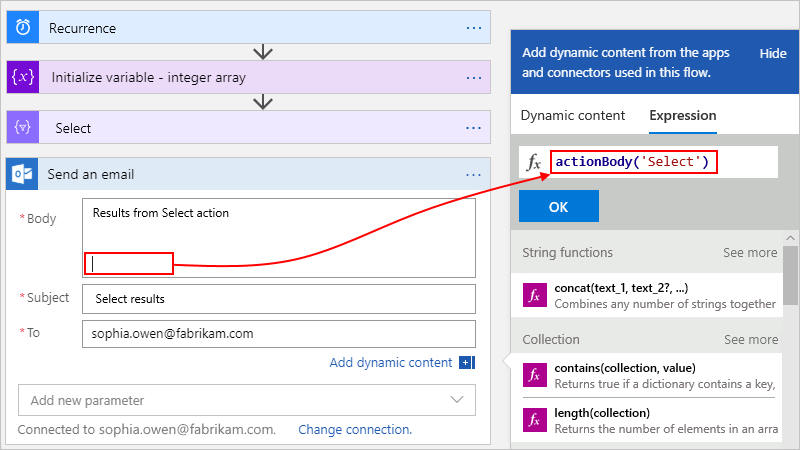 Recurrence
{x} Initialize variable - integer array
Select
Send an email
*Body
Results from Select action
*Subject
Select results
*To
sophia.owen@fabrikam.com
Add dynamic content
Add new parameter
Connected to sophia.owen@fabrikam.com.
Change connection.
Add dynamic content from the apps
and connectors used in this flow.
Hide
Dynamic content
Expression
fx actionBody('Select')
OK
String functions
See more
fx concat(text_1, text_2?, ...)
Combines any number of strings together
Collection
See more
fx contains(collection, value)
Returns true if a dictionary contains a key,
fx length(collection)
Returns the number of elements in an arra